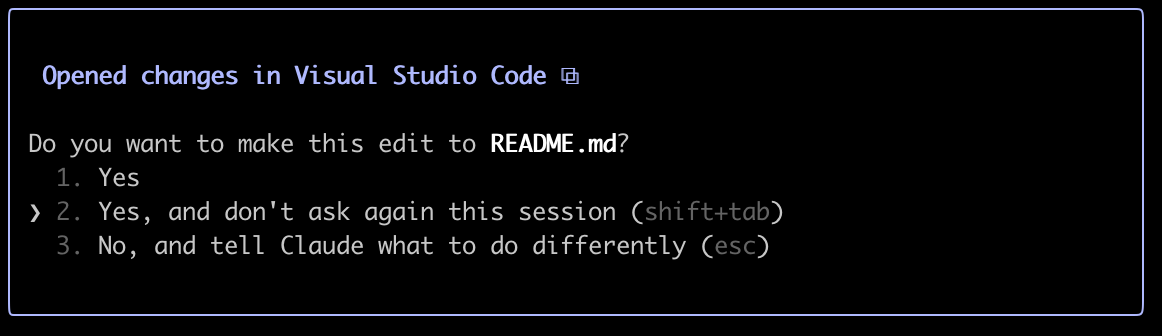 Opened changes in Visual Studio Code ⧉
Do you want to make this edit to README.md?
1. Yes
❯ 2. Yes, and don't ask again this session (shift+tab)
3. No, and tell Claude what to do differently (esc)